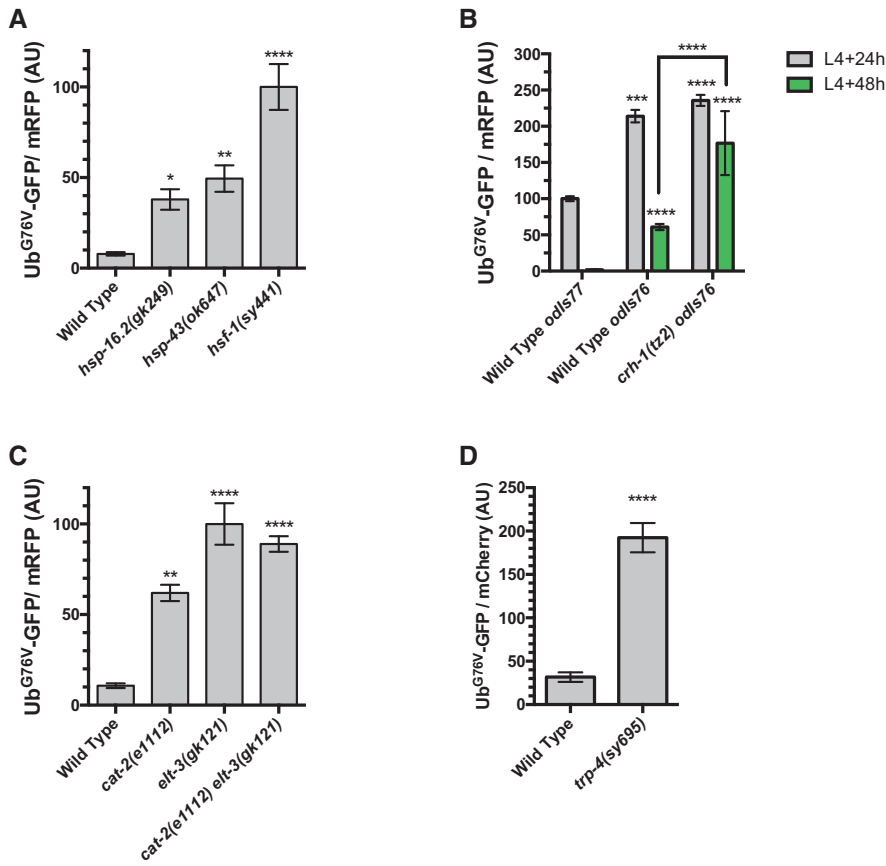 A
Ub^G76V-GFP/ mRFP (AU)
100
50
0
*
**
****
Wild Type
hsp-16.2(gk249)
hsp-43(ok647)
hsf-1(sy441)
B
Ub^G76V-GFP / mRFP (AU)
300
250
200
150
100
50
0
****
***
****
****
****
L4+24h
L4+48h
Wild Type odIs77
Wild Type odIs76
crh-1(tz2) odIs76
C
Ub^G76V-GFP/ mRFP (AU)
100
50
0
**
****
****
Wild Type
cat-2(e1112)
elt-3(gk121)
cat-2(e1112) elt-3(gk121)
D
Ub^G76V-GFP / mCherry (AU)
250
200
150
100
50
0
****
Wild Type
trp-4(sy695)